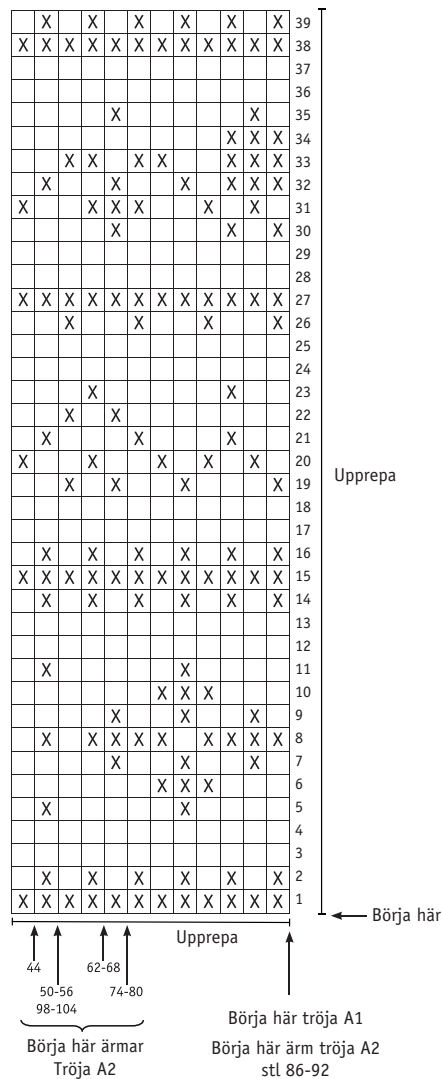 X X X X X X 39
X X X X X X X X X X X X 38
37
36
X X 35
X X X 34
X X X X X X X 33
X X X X X X 32
X X X X X X 31
X X X 30
29
28
X X X X X X X X X X X X 27
X X X X 26
25
24
X X 23
X X 22
X X X 21
X X X X X 20
X X X X 19
Upprepa
18
17
X X X X X X 16
X X X X X X X X X X X X 15
X X X X X X 14
13
12
X X 11
X X X 10
X X X 9
X X X X X X X X X 8
X X X 7
X X X 6
X X 5
4
3
X X X X X X 2
X X X X X X X X X X X X 1
Börja här
Upprepa
44
62-68
50-56
74-80
98-104
Börja här ärmar
Tröja A2
Börja här tröja A1
Börja här ärm tröja A2
stl 86-92